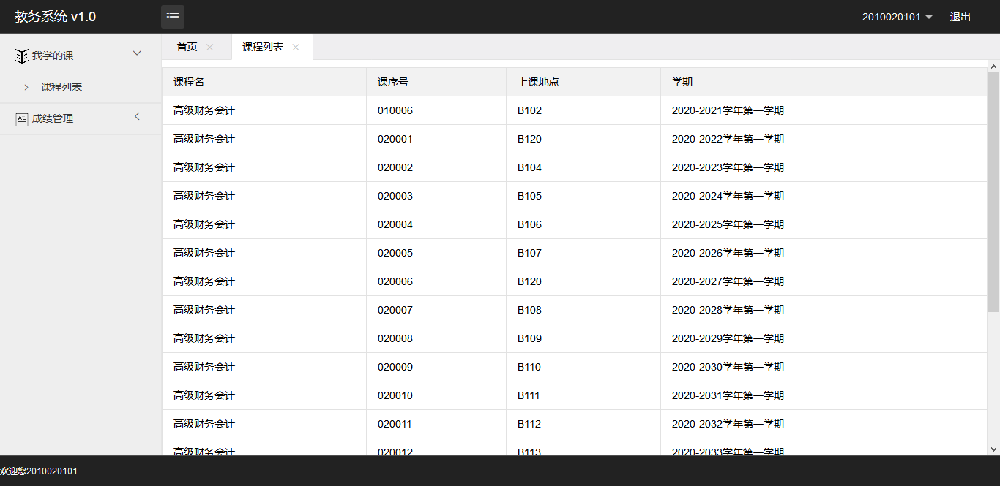 教务系统 v1.0
2010020101 退出
我学的课
课程列表
成绩管理
首页 课程列表
课程名 课序号 上课地点 学期
高级财务会计 010006 B102 2020-2021学年第一学期
高级财务会计 020001 B120 2020-2022学年第一学期
高级财务会计 020002 B104 2020-2023学年第一学期
高级财务会计 020003 B105 2020-2024学年第一学期
高级财务会计 020004 B106 2020-2025学年第一学期
高级财务会计 020005 B107 2020-2026学年第一学期
高级财务会计 020006 B120 2020-2027学年第一学期
高级财务会计 020007 B108 2020-2028学年第一学期
高级财务会计 020008 B109 2020-2029学年第一学期
高级财务会计 020009 B110 2020-2030学年第一学期
高级财务会计 020010 B111 2020-2031学年第一学期
高级财务会计 020011 B112 2020-2032学年第一学期
高级财务会计 020012 B113 2020-2033学年第一学期
欢迎您2010020101